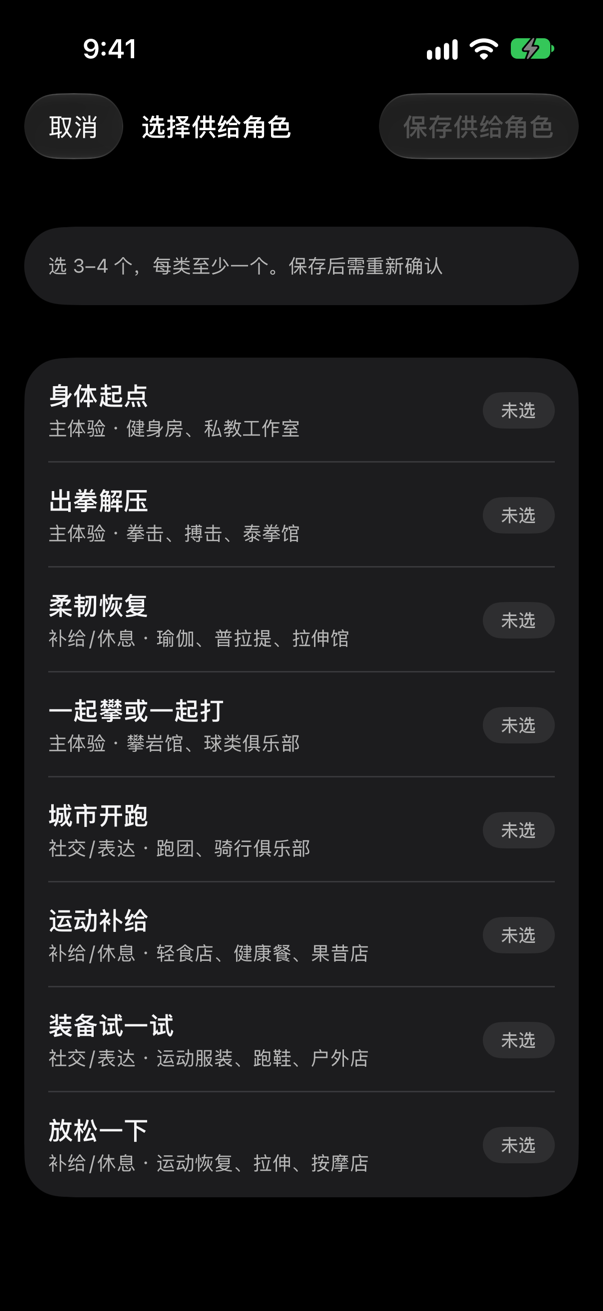 9:41
取消
选择供给角色
保存供给角色
选 3–4 个，每类至少一个。保存后需重新确认
身体起点
主体验 · 健身房、私教工作室
未选
出拳解压
主体验 · 拳击、搏击、泰拳馆
未选
柔韧恢复
补给/休息 · 瑜伽、普拉提、拉伸馆
未选
一起攀或一起打
主体验 · 攀岩馆、球类俱乐部
未选
城市开跑
社交/表达 · 跑团、骑行俱乐部
未选
运动补给
补给/休息 · 轻食店、健康餐、果昔店
未选
装备试一试
社交/表达 · 运动服装、跑鞋、户外店
未选
放松一下
补给/休息 · 运动恢复、拉伸、按摩店
未选